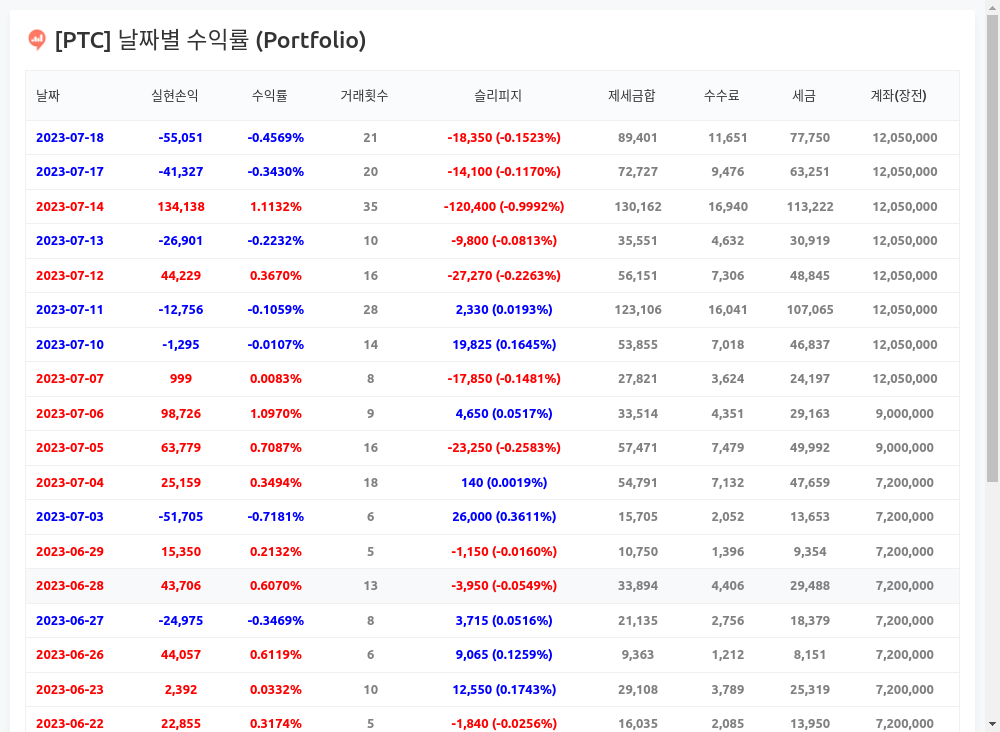 [PTC] 날짜별 수익률 (Portfolio)
날짜 실현손익 수익률 거래횟수 슬리피지 제세금합 수수료 세금 계좌(장전)
2023-07-18 -55,051 -0.4569% 21 -18,350 (-0.1523%) 89,401 11,651 77,750 12,050,000
2023-07-17 -41,327 -0.3430% 20 -14,100 (-0.1170%) 72,727 9,476 63,251 12,050,000
2023-07-14 134,138 1.1132% 35 -120,400 (-0.9992%) 130,162 16,940 113,222 12,050,000
2023-07-13 -26,901 -0.2232% 10 -9,800 (-0.0813%) 35,551 4,632 30,919 12,050,000
2023-07-12 44,229 0.3670% 16 -27,270 (-0.2263%) 56,151 7,306 48,845 12,050,000
2023-07-11 -12,756 -0.1059% 28 2,330 (0.0193%) 123,106 16,041 107,065 12,050,000
2023-07-10 -1,295 -0.0107% 14 19,825 (0.1645%) 53,855 7,018 46,837 12,050,000
2023-07-07 999 0.0083% 8 -17,850 (-0.1481%) 27,821 3,624 24,197 12,050,000
2023-07-06 98,726 1.0970% 9 4,650 (0.0517%) 33,514 4,351 29,163 9,000,000
2023-07-05 63,779 0.7087% 16 -23,250 (-0.2583%) 57,471 7,479 49,992 9,000,000
2023-07-04 25,159 0.3494% 18 140 (0.0019%) 54,791 7,132 47,659 7,200,000
2023-07-03 -51,705 -0.7181% 6 26,000 (0.3611%) 15,705 2,052 13,653 7,200,000
2023-06-29 15,350 0.2132% 5 -1,150 (-0.0160%) 10,750 1,396 9,354 7,200,000
2023-06-28 43,706 0.6070% 13 -3,950 (-0.0549%) 33,894 4,406 29,488 7,200,000
2023-06-27 -24,975 -0.3469% 8 3,715 (0.0516%) 21,135 2,756 18,379 7,200,000
2023-06-26 44,057 0.6119% 6 9,065 (0.1259%) 9,363 1,212 8,151 7,200,000
2023-06-23 2,392 0.0332% 10 12,550 (0.1743%) 29,108 3,789 25,319 7,200,000
2023-06-22 22,855 0.3174% 5 -1,840 (-0.0256%) 16,035 2,085 13,950 7,200,000